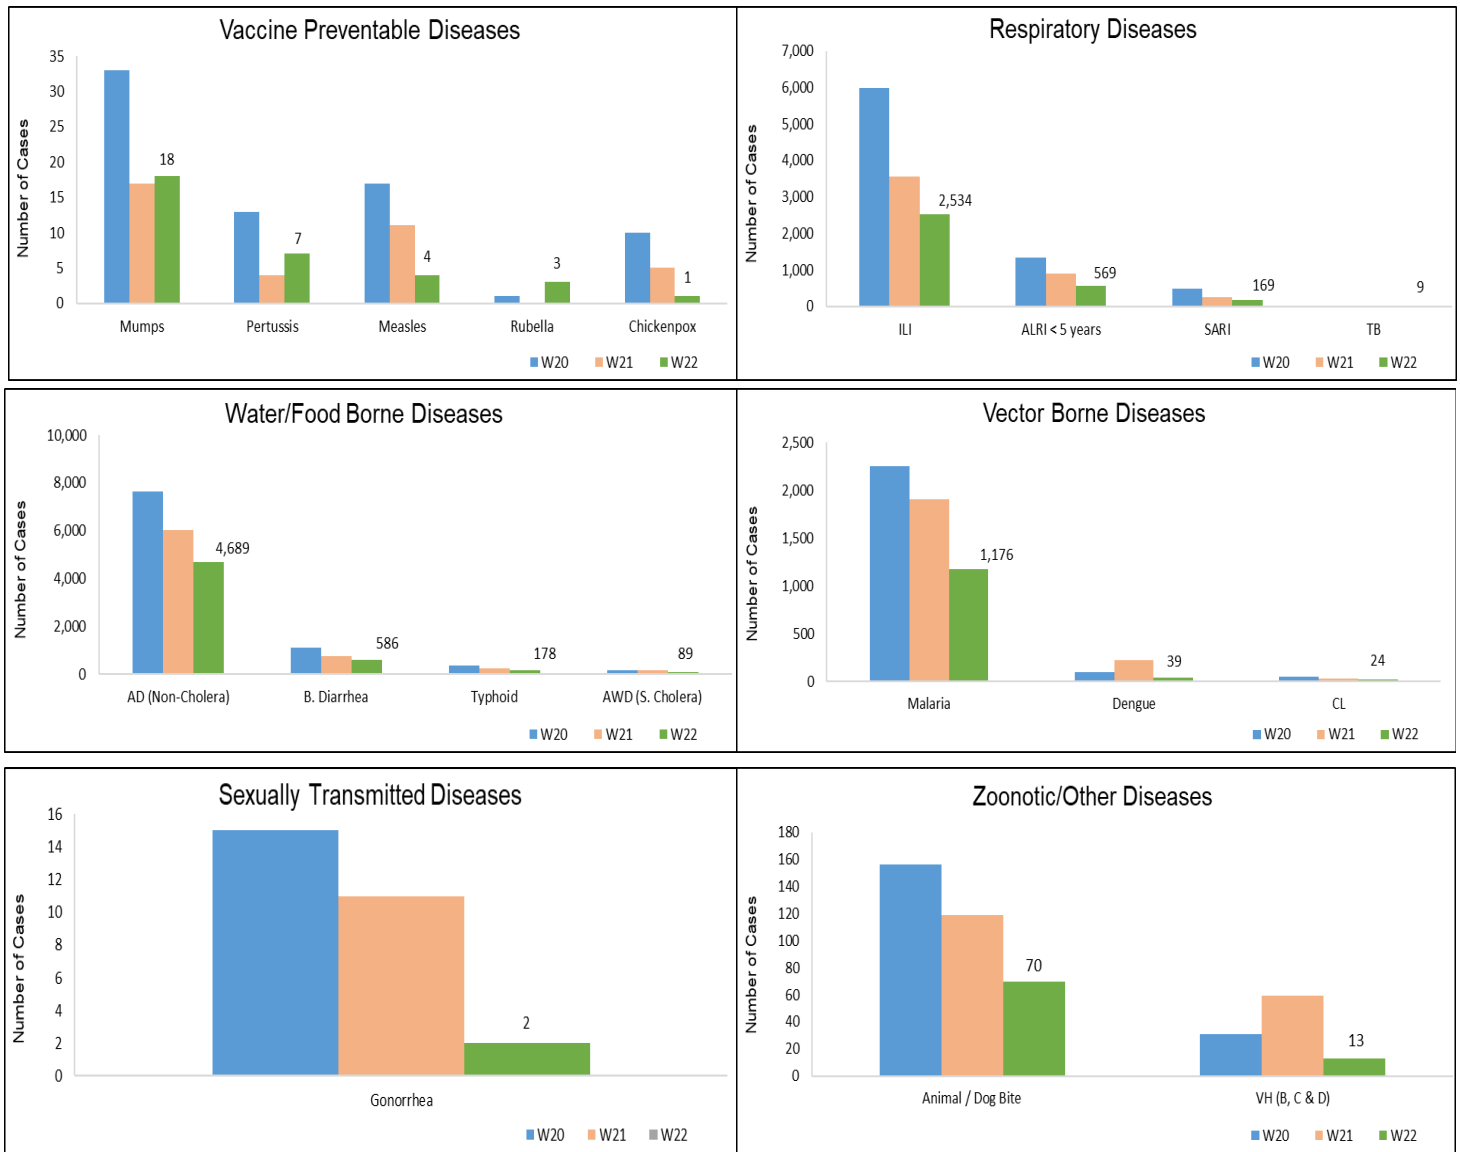 Vaccine Preventable Diseases
Number of Cases
35
30
25
20
15
10
5
0
18
7
4
3
1
Mumps Pertussis Measles Rubella Chickenpox
W20 W21 W22
Respiratory Diseases
Number of Cases
7,000
6,000
5,000
4,000
3,000
2,000
1,000
0
2,534
569
169
9
ILI ALRI < 5 years SARI TB
W20 W21 W22
Water/Food Borne Diseases
Number of Cases
10,000
8,000
6,000
4,000
2,000
0
4,689
586
178
89
AD (Non-Cholera) B. Diarrhea Typhoid AWD (S. Cholera)
W20 W21 W22
Vector Borne Diseases
Number of Cases
2,500
2,000
1,500
1,000
500
0
1,176
39
24
Malaria Dengue CL
W20 W21 W22
Sexually Transmitted Diseases
Number of Cases
16
14
12
10
8
6
4
2
0
2
Gonorrhea
W20 W21 W22
Zoonotic/Other Diseases
Number of Cases
180
160
140
120
100
80
60
40
20
0
70
13
Animal / Dog Bite VH (B, C & D)
W20 W21 W22